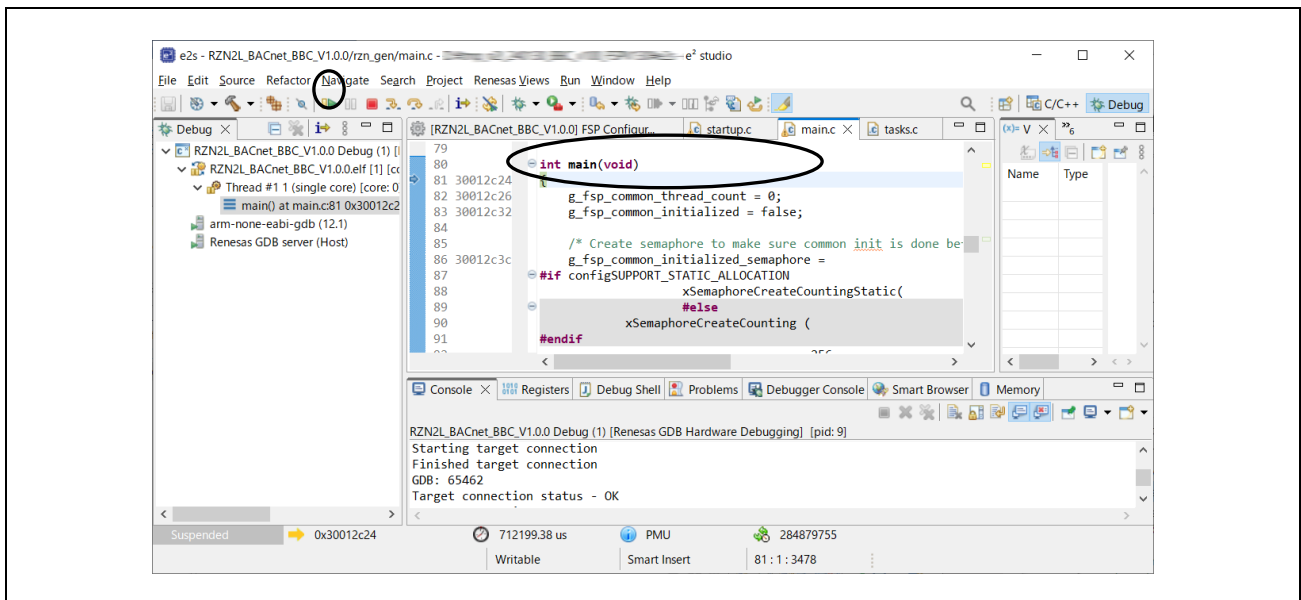 e2s - RZN2L_BACnet_BBC_V1.0.0/rzn_gen/main.c - e² studio
File Edit Source Refactor Navigate Search Project Renesas Views Run Window Help
C/C++ Debug
Debug
RZN2L_BACnet_BBC_V1.0.0 Debug (1) [
RZN2L_BACnet_BBC_V1.0.0.elf [1] [co
Thread #1 1 (single core) [core: 0
main() at main.c:81 0x30012c2
arm-none-eabi-gdb (12.1)
Renesas GDB server (Host)
[RZN2L_BACnet_BBC_V1.0.0] FSP Configur... startup.c main.c tasks.c
79
80 int main(void)
81 30012c24 {
82 30012c26 g_fsp_common_thread_count = 0;
83 30012c32 g_fsp_common_initialized = false;
84
85 /* Create semaphore to make sure common init is done be
86 30012c3c g_fsp_common_initialized_semaphore =
87 #if configSUPPORT_STATIC_ALLOCATION
88 xSemaphoreCreateCountingStatic(
89 #else
90 xSemaphoreCreateCounting (
91 #endif
92 256
(x)= V »6
Name Type
Console Registers Debug Shell Problems Debugger Console Smart Browser Memory
RZN2L_BACnet_BBC_V1.0.0 Debug (1) [Renesas GDB Hardware Debugging] [pid: 9]
Starting target connection
Finished target connection
GDB: 65462
Target connection status - OK
Suspended 0x30012c24 712199.38 us PMU 284879755
Writable Smart Insert 81 : 1 : 3478